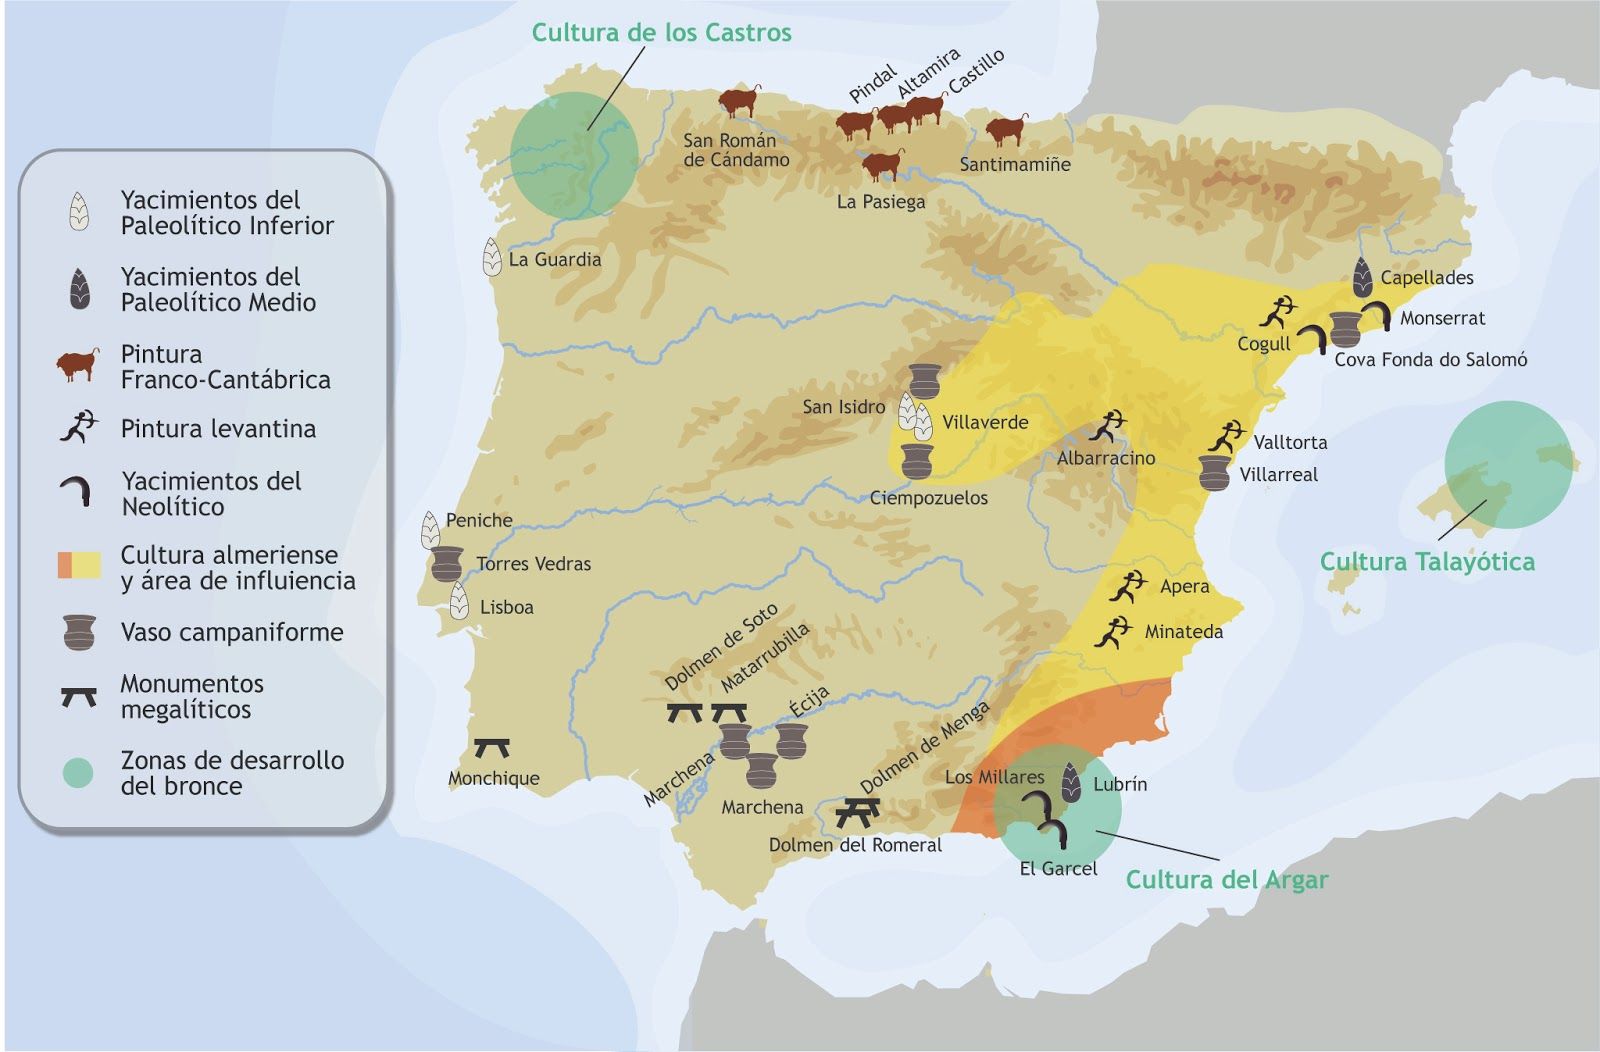 Cultura de los Castros
Pindal
Altamira
Castillo
San Román
de Cándamo
Santimamiñe
La Pasiega
La Guardia
Yacimientos del
Paleolítico Inferior
Yacimientos del
Paleolítico Medio
Pintura
Franco-Cantábrica
Pintura levantina
Yacimientos del
Neolítico
Cultura almeriense
y área de influiencia
Vaso campaniforme
Monumentos
megalíticos
Zonas de desarrollo
del bronce
Capellades
Monserrat
Cogull
Cova Fonda do Salomó
San Isidro
Villaverde
Albarracino
Valltorta
Villarreal
Ciempozuelos
Peniche
Torres Vedras
Lisboa
Cultura Talayótica
Apera
Minateda
Dolmen de Soto
Matarrubilla
Écija
Marchena
Marchena
Monchique
Dolmen de Menga
Dolmen del Romeral
Los Millares
Lubrín
El Garcel
Cultura del Argar